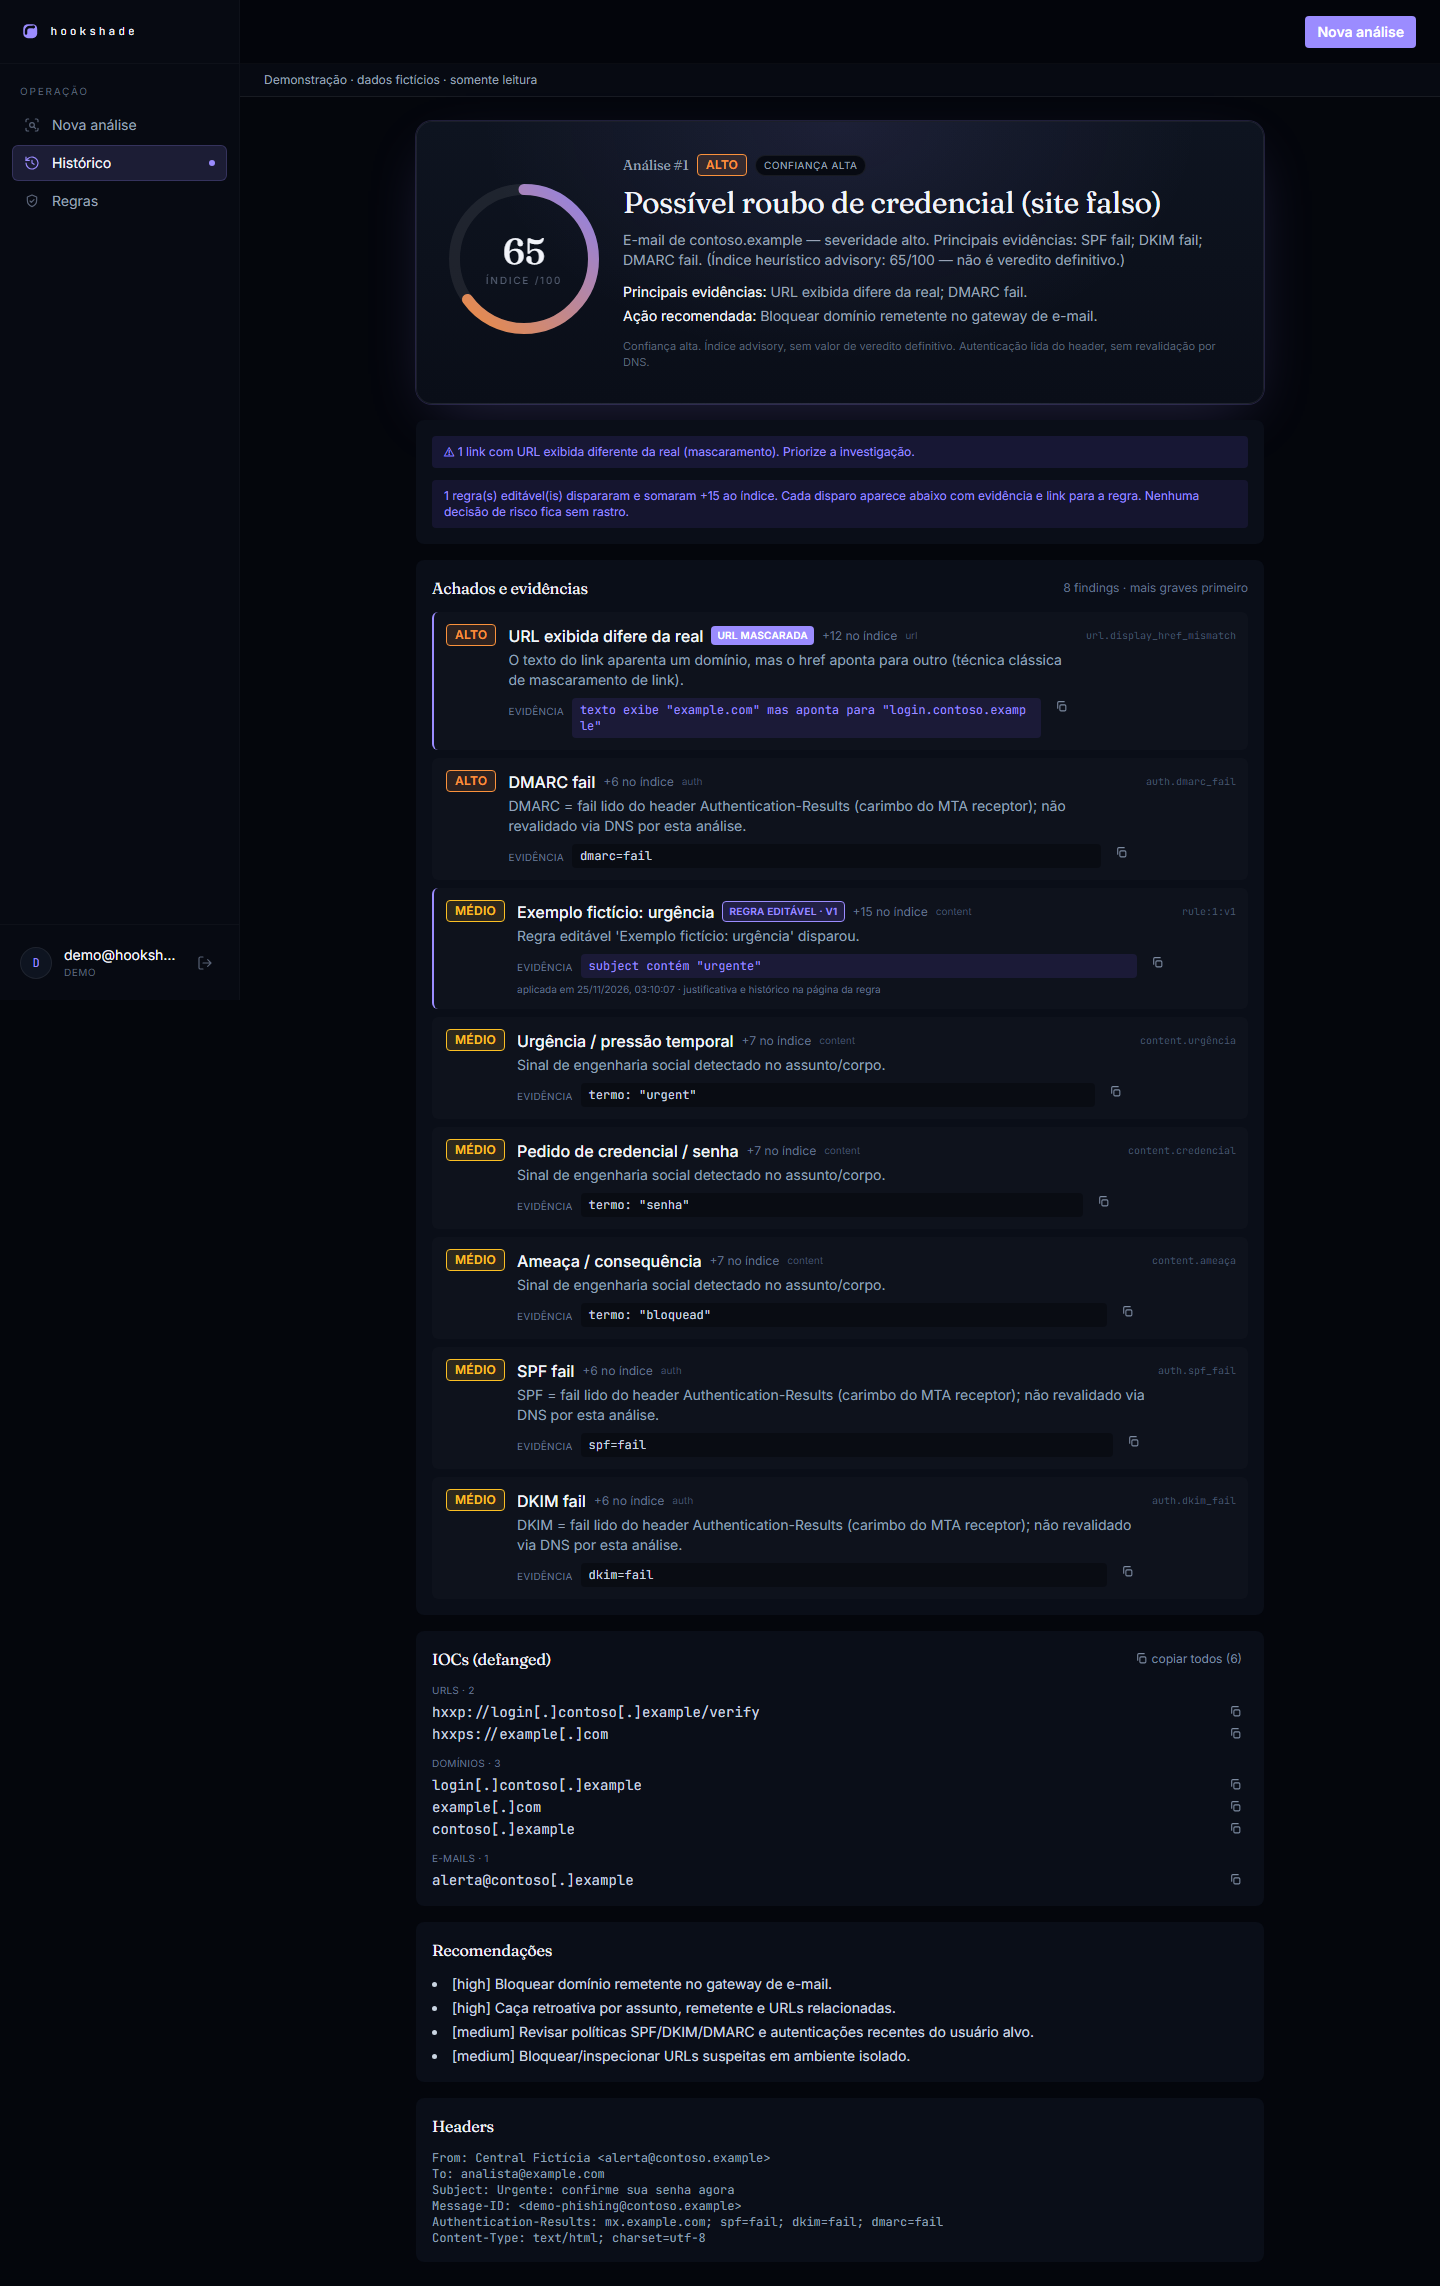 hookshade
Nova análise
OPERAÇÃO
Nova análise
Histórico
Regras
demo@hooksh...
D
DEMO
Demonstração · dados fictícios · somente leitura
65
ÍNDICE /100
Análise #1 ALTO CONFIANÇA ALTA
Possível roubo de credencial (site falso)
E-mail de contoso.example — severidade alto. Principais evidências: SPF fail; DKIM fail;
DMARC fail. (Índice heurístico advisory: 65/100 — não é veredito definitivo.)
Principais evidências: URL exibida difere da real; DMARC fail.
Ação recomendada: Bloquear domínio remetente no gateway de e-mail.
Confiança alta. Índice advisory, sem valor de veredito definitivo. Autenticação lida do header, sem revalidação por
DNS.
⚠ 1 link com URL exibida diferente da real (mascaramento). Priorize a investigação.
1 regra(s) editável(is) dispararam e somaram +15 ao índice. Cada disparo aparece abaixo com evidência e link para a regra. Nenhuma
decisão de risco fica sem rastro.
Achados e evidências
8 findings · mais graves primeiro
ALTO URL exibida difere da real URL MASCARADA +12 no índice url url.display_href_mismatch
O texto do link aparenta um domínio, mas o href aponta para outro (técnica clássica
de mascaramento de link).
EVIDÊNCIA texto exibe "example.com" mas aponta para "login.contoso.examp
le"
ALTO DMARC fail +6 no índice auth auth.dmarc_fail
DMARC = fail lido do header Authentication-Results (carimbo do MTA receptor); não
revalidado via DNS por esta análise.
EVIDÊNCIA dmarc=fail
MÉDIO Exemplo fictício: urgência REGRA EDITÁVEL · V1 +15 no índice content rule:1:v1
Regra editável 'Exemplo fictício: urgência' disparou.
EVIDÊNCIA subject contém "urgente"
aplicada em 25/11/2026, 03:10:07 · justificativa e histórico na página da regra
MÉDIO Urgência / pressão temporal +7 no índice content content.urgência
Sinal de engenharia social detectado no assunto/corpo.
EVIDÊNCIA termo: "urgent"
MÉDIO Pedido de credencial / senha +7 no índice content content.credencial
Sinal de engenharia social detectado no assunto/corpo.
EVIDÊNCIA termo: "senha"
MÉDIO Ameaça / consequência +7 no índice content content.ameaça
Sinal de engenharia social detectado no assunto/corpo.
EVIDÊNCIA termo: "bloquead"
MÉDIO SPF fail +6 no índice auth auth.spf_fail
SPF = fail lido do header Authentication-Results (carimbo do MTA receptor); não revalidado via
DNS por esta análise.
EVIDÊNCIA spf=fail
MÉDIO DKIM fail +6 no índice auth auth.dkim_fail
DKIM = fail lido do header Authentication-Results (carimbo do MTA receptor); não revalidado
via DNS por esta análise.
EVIDÊNCIA dkim=fail
IOCs (defanged)
copiar todos (6)
URLS · 2
hxxp://login[.]contoso[.]example/verify
hxxps://example[.]com
DOMÍNIOS · 3
login[.]contoso[.]example
example[.]com
contoso[.]example
E-MAILS · 1
alerta@contoso[.]example
Recomendações
• [high] Bloquear domínio remetente no gateway de e-mail.
• [high] Caça retroativa por assunto, remetente e URLs relacionadas.
• [medium] Revisar políticas SPF/DKIM/DMARC e autenticações recentes do usuário alvo.
• [medium] Bloquear/inspecionar URLs suspeitas em ambiente isolado.
Headers
From: Central Fictícia <alerta@contoso.example>
To: analista@example.com
Subject: Urgente: confirme sua senha agora
Message-ID: <demo-phishing@contoso.example>
Authentication-Results: mx.example.com; spf=fail; dkim=fail; dmarc=fail
Content-Type: text/html; charset=utf-8